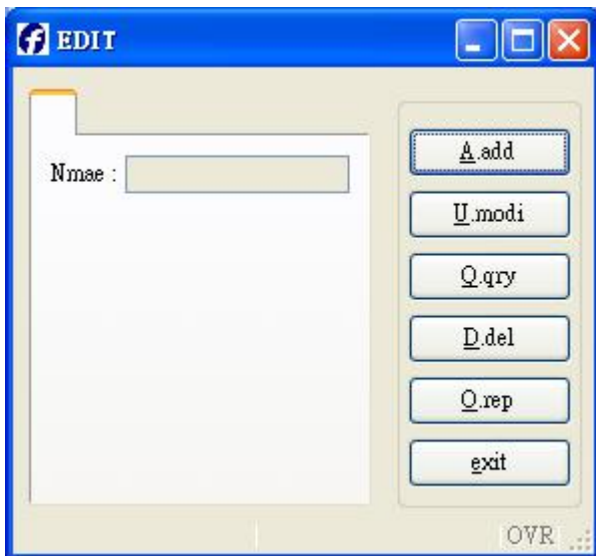 EDIT
Nmae :
A.add
U.modi
Q.qry
D.del
O.rep
exit
OVR